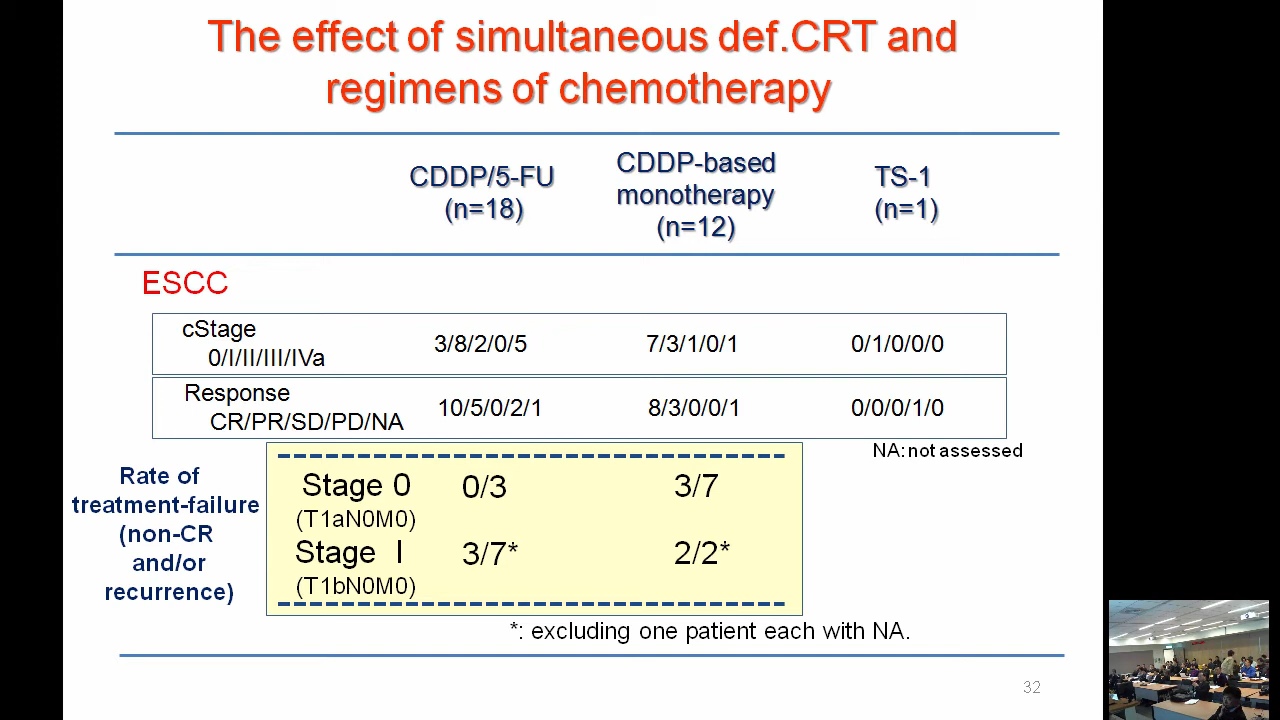 The effect of simultaneous def.CRT and
regimens of chemotherapy
CDDP/5-FU
(n=18)
CDDP-based
monotherapy
(n=12)
TS-1
(n=1)
ESCC
cStage
0/I/II/III/IVa
3/8/2/0/5
7/3/1/0/1
0/1/0/0/0
Response
CR/PR/SD/PD/NA
10/5/0/2/1
8/3/0/0/1
0/0/0/1/0
NA: not assessed
Rate of
treatment-failure
(non-CR
and/or
recurrence)
Stage 0
0/3
3/7
(T1aN0M0)
Stage I
3/7*
2/2*
(T1bN0M0)
*: excluding one patient each with NA.
32